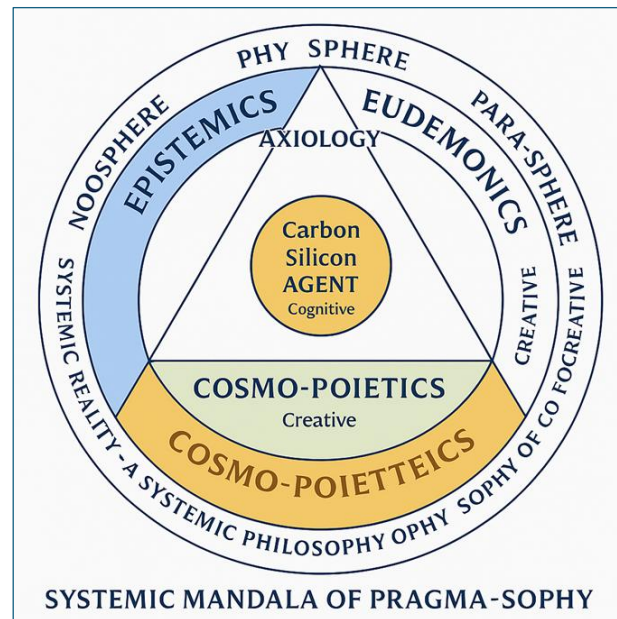 PHY SPHERE
NOOSPHERE
PARA-SPHERE
EPISTEMICS
EUDEMONICS
AXIOLOGY
Carbon
Silicon
AGENT
Cognitive
CREATIVE
COSMO-POIETICS
Creative
COSMO-POIETTEICS
SYSTEMIC REALITY - A SYSTEMIC PHILOSOPHY OPHY SOPHY OF CO FOCREATIVE
SYSTEMIC MANDALA OF PRAGMA-SOPHY